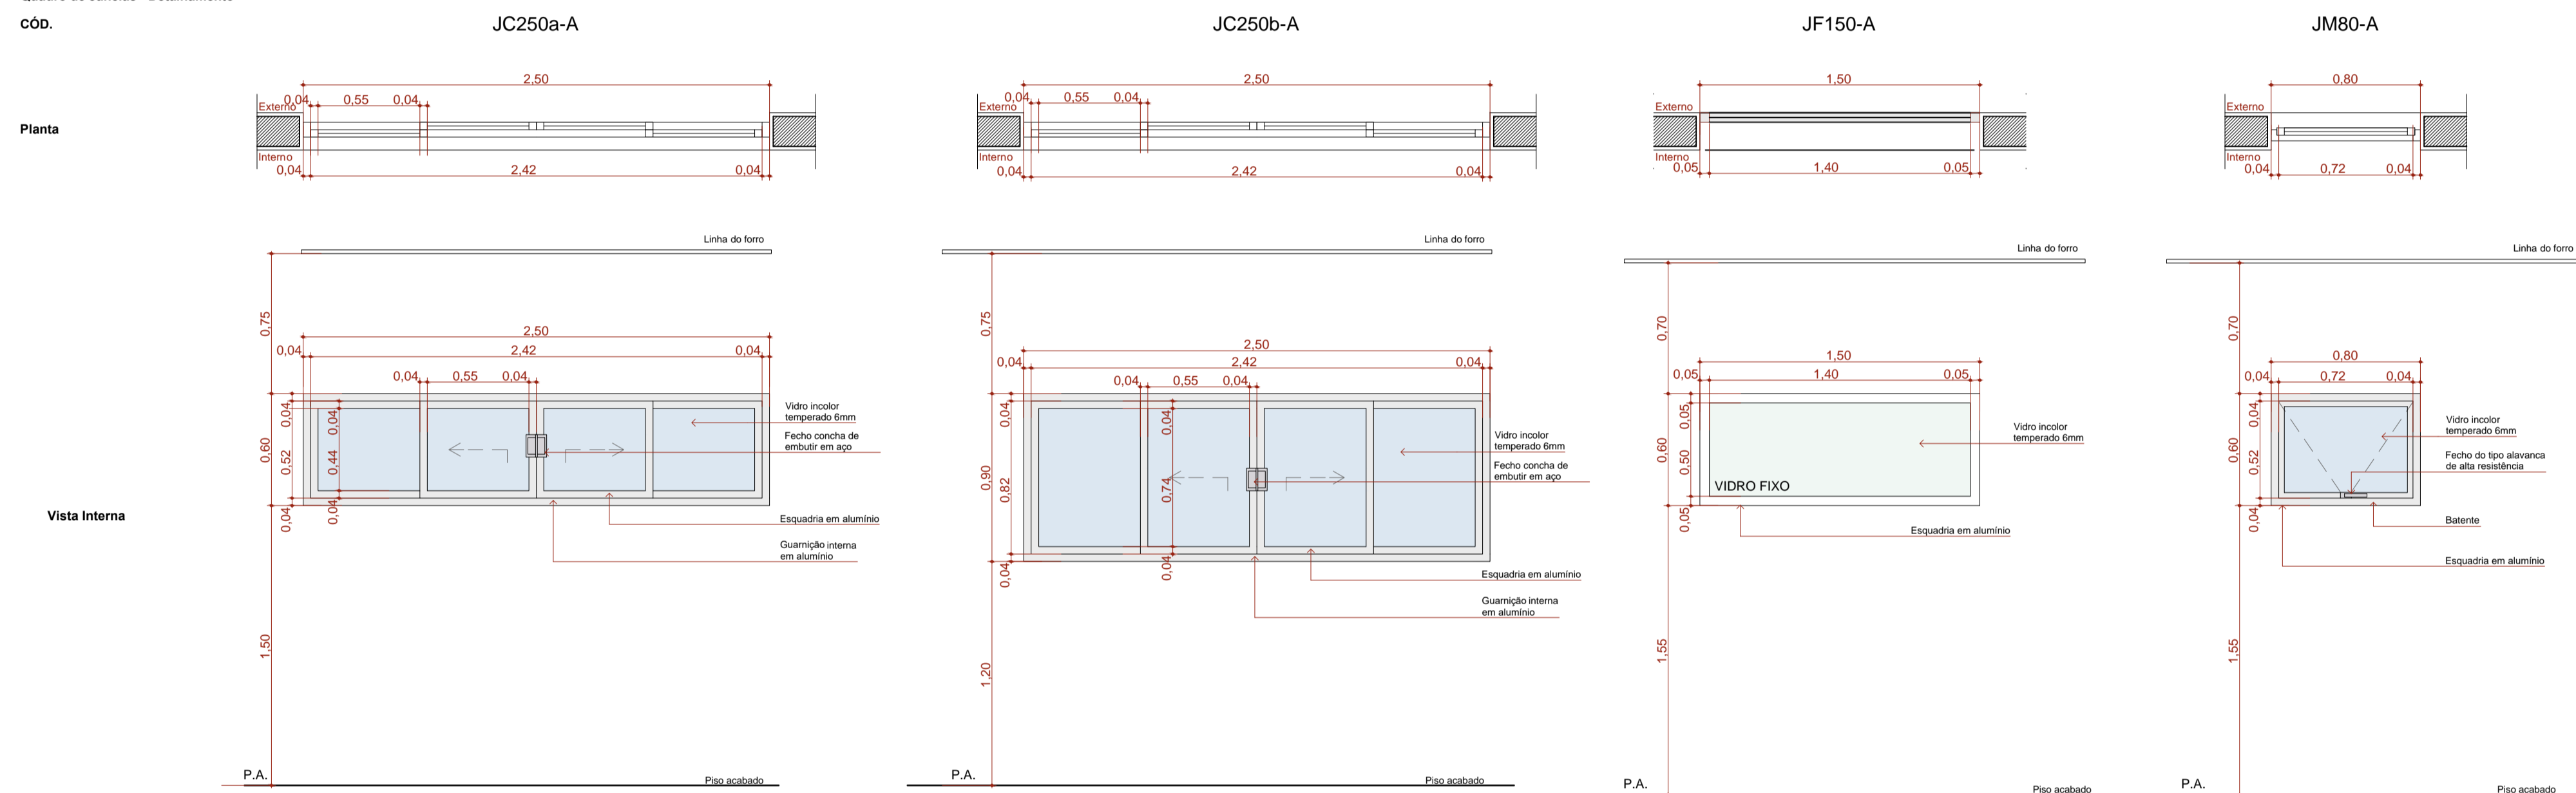 CÓD.
JC250a-A
JC250b-A
JF150-A
JM80-A
Planta
2,50
0,04
0,55
0,04
Externo
Interno
0,04
2,42
0,04
2,50
0,04
0,55
0,04
Externo
Interno
0,04
2,42
0,04
1,50
Externo
Interno
0,05
1,40
0,05
0,80
Externo
Interno
0,04
0,72
0,04
Vista Interna
Linha do forro
0,75
2,50
0,04
2,42
0,04
0,04
0,55
0,04
0,04
0,04
0,60
0,52
0,44
0,04
0,04
Vidro incolor
temperado 6mm
Fecho concha de
embutir em aço
Esquadria em alumínio
Guarnição interna
em alumínio
1,50
P.A.
Piso acabado
Linha do forro
0,75
2,50
0,04
2,42
0,04
0,04
0,55
0,04
0,04
0,04
0,90
0,82
0,74
0,04
0,04
Vidro incolor
temperado 6mm
Fecho concha de
embutir em aço
Esquadria em alumínio
Guarnição interna
em alumínio
1,20
P.A.
Piso acabado
Linha do forro
0,70
1,50
0,05
1,40
0,05
0,05
0,60
0,50
0,05
VIDRO FIXO
Vidro incolor
temperado 6mm
Esquadria em alumínio
1,55
P.A.
Piso acabado
Linha do forro
0,70
0,80
0,04
0,72
0,04
0,04
0,60
0,52
0,04
Vidro incolor
temperado 6mm
Fecho do tipo alavanca
de alta resistência
Batente
Esquadria em alumínio
1,55
P.A.
Piso acabado